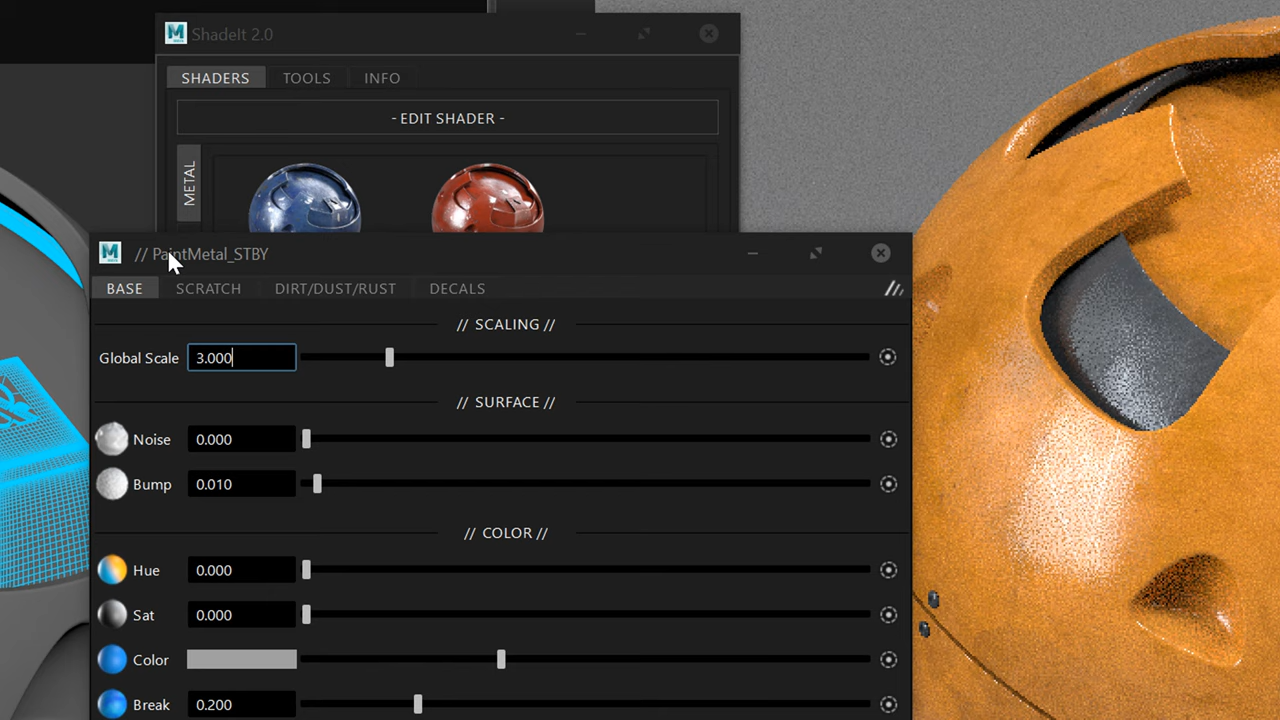 ShadeIt 2.0
SHADERS TOOLS INFO
- EDIT SHADER -
METAL
// PaintMetal_STBY
BASE SCRATCH DIRT/DUST/RUST DECALS
// SCALING //
Global Scale 3.000
// SURFACE //
Noise 0.000
Bump 0.010
// COLOR //
Hue 0.000
Sat 0.000
Color
Break 0.200